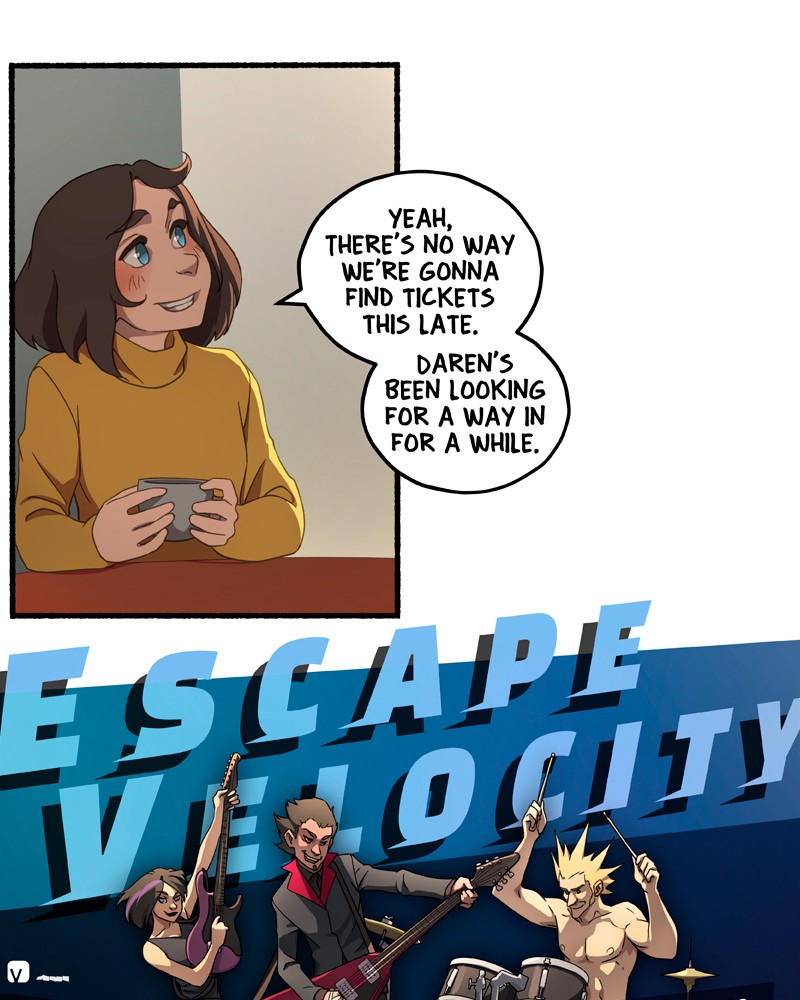 YEAH,
THERE'S NO WAY
WE'RE GONNA
FIND TICKETS
THIS LATE.
DAREN'S
BEEN LOOKING
FOR A WAY IN
FOR A WHILE.
ESCAPE
VELOCITY
V